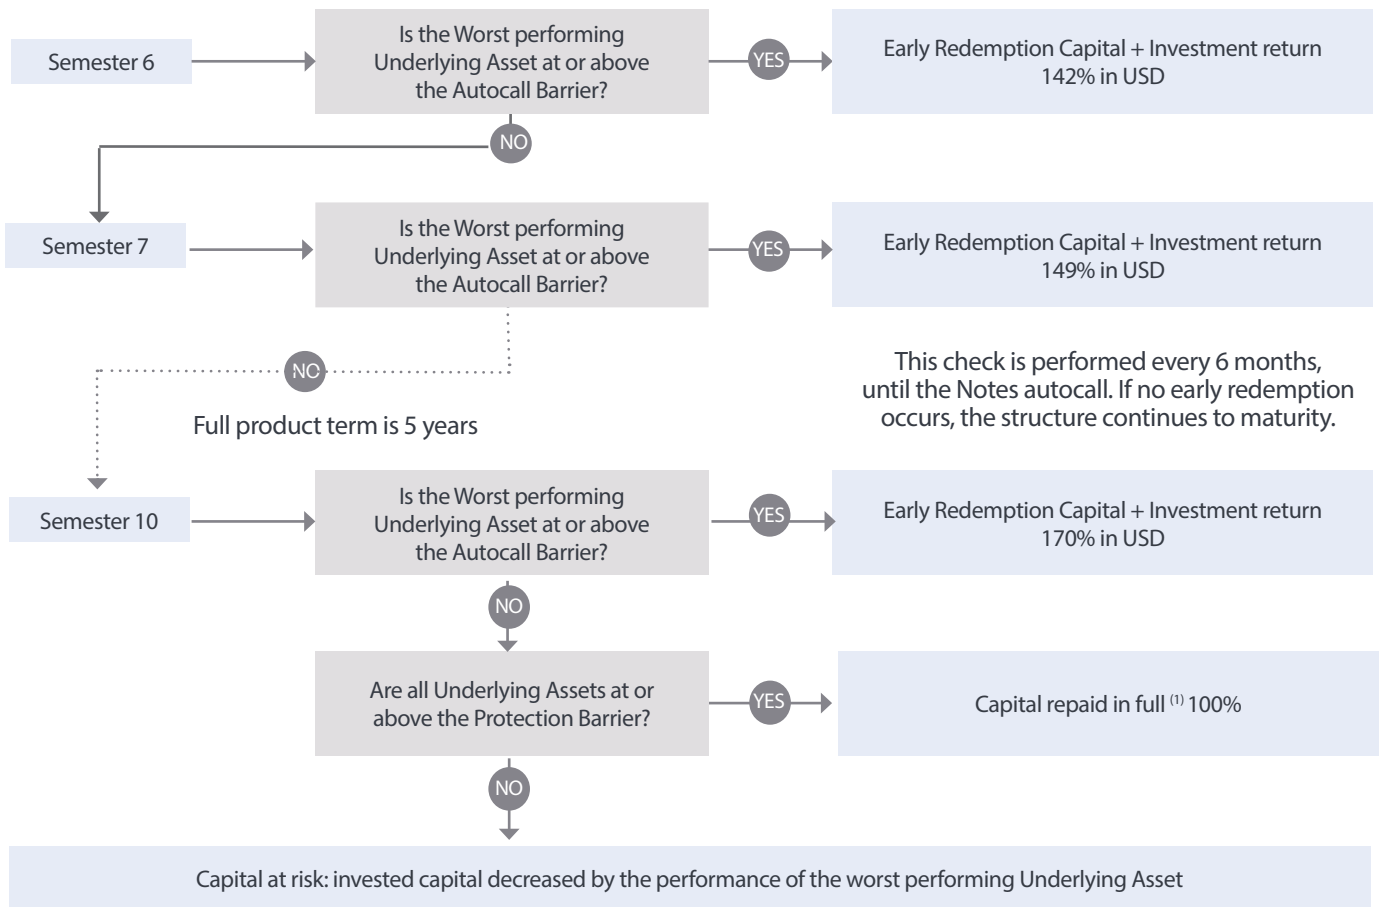 Semester 6
Is the Worst performing
Underlying Asset at or above
the Autocall Barrier?
YES
Early Redemption Capital + Investment return
142% in USD
NO
Semester 7
Is the Worst performing
Underlying Asset at or above
the Autocall Barrier?
YES
Early Redemption Capital + Investment return
149% in USD
NO
Full product term is 5 years
This check is performed every 6 months,
until the Notes autocall. If no early redemption
occurs, the structure continues to maturity.
Semester 10
Is the Worst performing
Underlying Asset at or above
the Autocall Barrier?
YES
Early Redemption Capital + Investment return
170% in USD
NO
Are all Underlying Assets at or
above the Protection Barrier?
YES
Capital repaid in full (1) 100%
NO
Capital at risk: invested capital decreased by the performance of the worst performing Underlying Asset